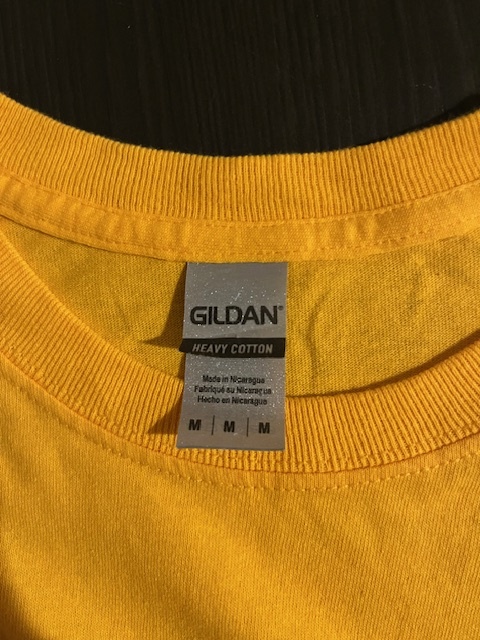 GILDAN®
HEAVY COTTON
Made in Nicaragua
Fabriqué au Nicaragua
Hecho en Nicaragua
M | M | M